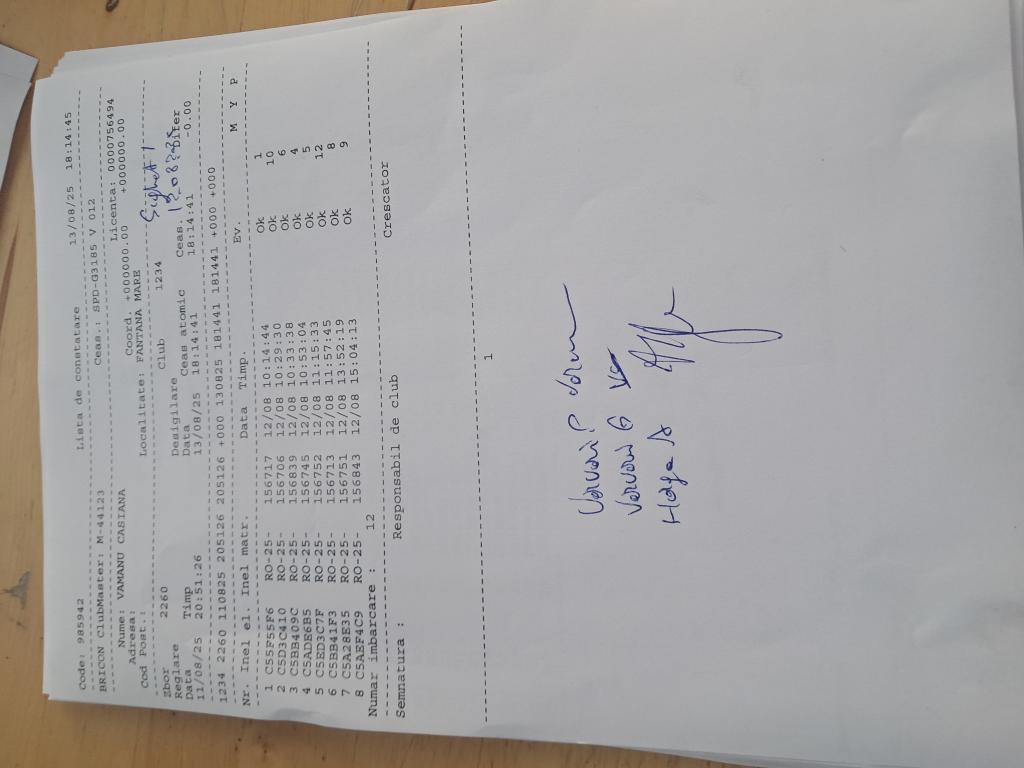 Code: 985942 Lista de constatare 13/08/25 18:14:45
BRICON ClubMaster: M-44123 Ceas.: SPD-G3185 V 012
Nume: VAMANU CASIANA Licenta: 0000756494
Adresa: Coord. +000000.00 +000000.00
Cod Post.: Localitate: FANTANA MARE
Sighet 1
Zbor 2260 Club 1234
Reglare Desigilare
Data Timp Data Ceas atomic Ceas. Difer
11/08/25 20:51:26 13/08/25 18:14:41 18:14:41 -0.00
1234 2260 110825 205126 205126 +000 130825 181441 181441 +000 +000
Nr. Inel el. Inel matr. Data Timp. Ev. M Y P
1 C55F55F6 RO-25- 156717 12/08 10:14:44 Ok 1
2 C5D3C410 RO-25- 156706 12/08 10:29:30 Ok 10
3 C5BB409C RO-25- 156839 12/08 10:33:38 Ok 6
4 C5ADE6B5 RO-25- 156745 12/08 10:53:04 Ok 4
5 C5ED3C7F RO-25- 156752 12/08 11:15:33 Ok 5
6 C5BB41F3 RO-25- 156713 12/08 11:57:45 Ok 12
7 C5A28E35 RO-25- 156751 12/08 13:52:19 Ok 8
8 C5AEF4C9 RO-25- 156843 12/08 15:04:13 Ok 9
Numar imbarcare : 12
Semnatura : Responsabil de club Crescator
1